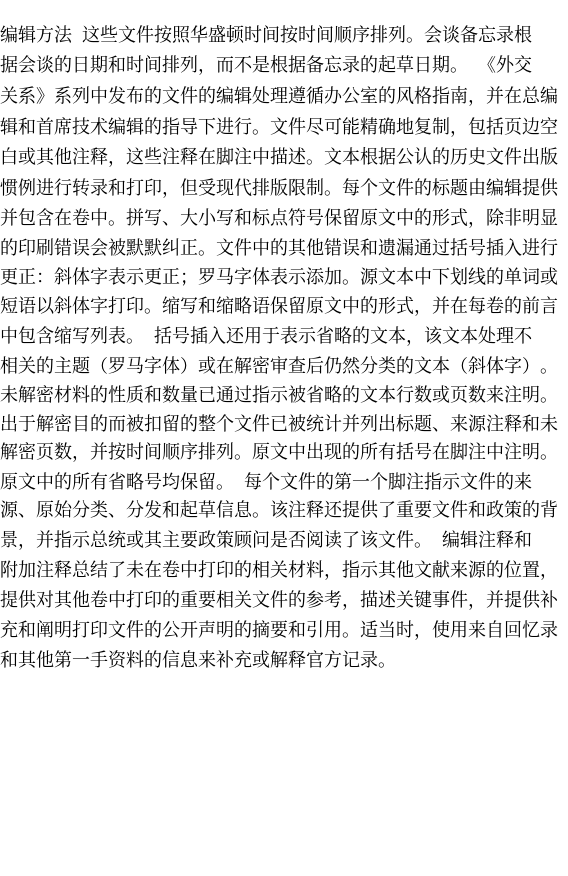 编辑方法  这些文件按照华盛顿时间按时间顺序排列。会谈备忘录根
据会谈的日期和时间排列，而不是根据备忘录的起草日期。  《外交
关系》系列中发布的文件的编辑处理遵循办公室的风格指南，并在总编
辑和首席技术编辑的指导下进行。文件尽可能精确地复制，包括页边空
白或其他注释，这些注释在脚注中描述。文本根据公认的历史文件出版
惯例进行转录和打印，但受现代排版限制。每个文件的标题由编辑提供
并包含在卷中。拼写、大小写和标点符号保留原文中的形式，除非明显
的印刷错误会被默默纠正。文件中的其他错误和遗漏通过括号插入进行
更正：斜体字表示更正；罗马字体表示添加。源文本中下划线的单词或
短语以斜体字打印。缩写和缩略语保留原文中的形式，并在每卷的前言
中包含缩写列表。  括号插入还用于表示省略的文本，该文本处理不
相关的主题（罗马字体）或在解密审查后仍然分类的文本（斜体字）。
未解密材料的性质和数量已通过指示被省略的文本行数或页数来注明。
出于解密目的而被扣留的整个文件已被统计并列出标题、来源注释和未
解密页数，并按时间顺序排列。原文中出现的所有括号在脚注中注明。
原文中的所有省略号均保留。  每个文件的第一个脚注指示文件的来
源、原始分类、分发和起草信息。该注释还提供了重要文件和政策的背
景，并指示总统或其主要政策顾问是否阅读了该文件。  编辑注释和
附加注释总结了未在卷中打印的相关材料，指示其他文献来源的位置，
提供对其他卷中打印的重要相关文件的参考，描述关键事件，并提供补
充和阐明打印文件的公开声明的摘要和引用。适当时，使用来自回忆录
和其他第一手资料的信息来补充或解释官方记录。